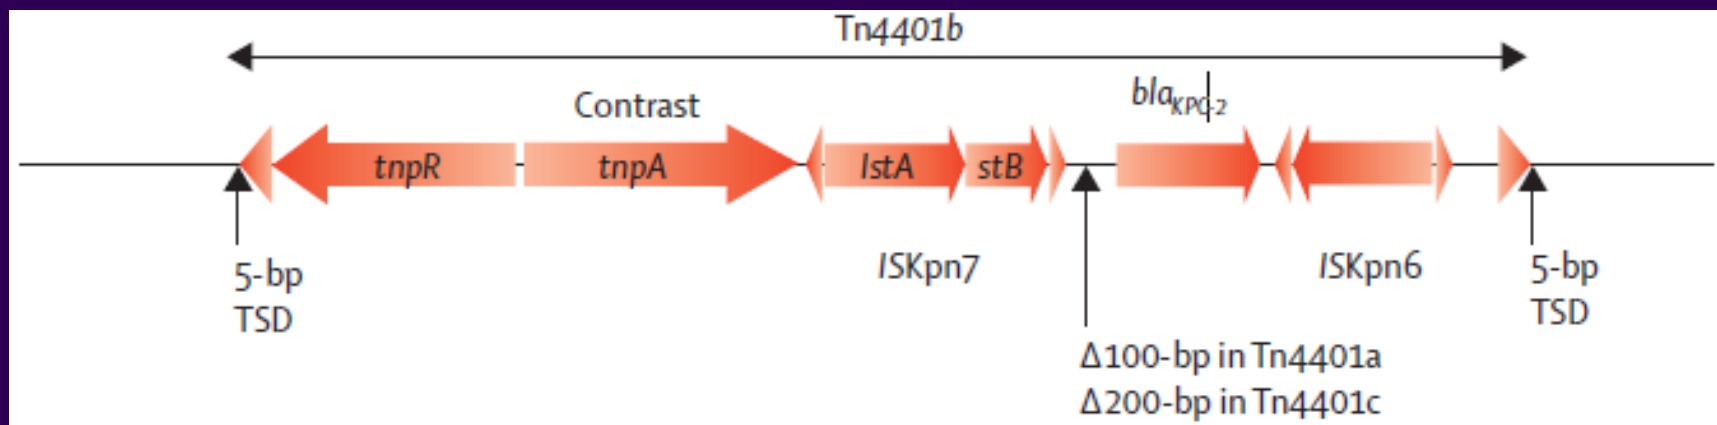 Tn4401b
Contrast
blaKPC-2
tnpR
tnpA
IstA
stB
5-bp
TSD
ISKpn7
ISKpn6
5-bp
TSD
Δ100-bp in Tn4401a
Δ200-bp in Tn4401c